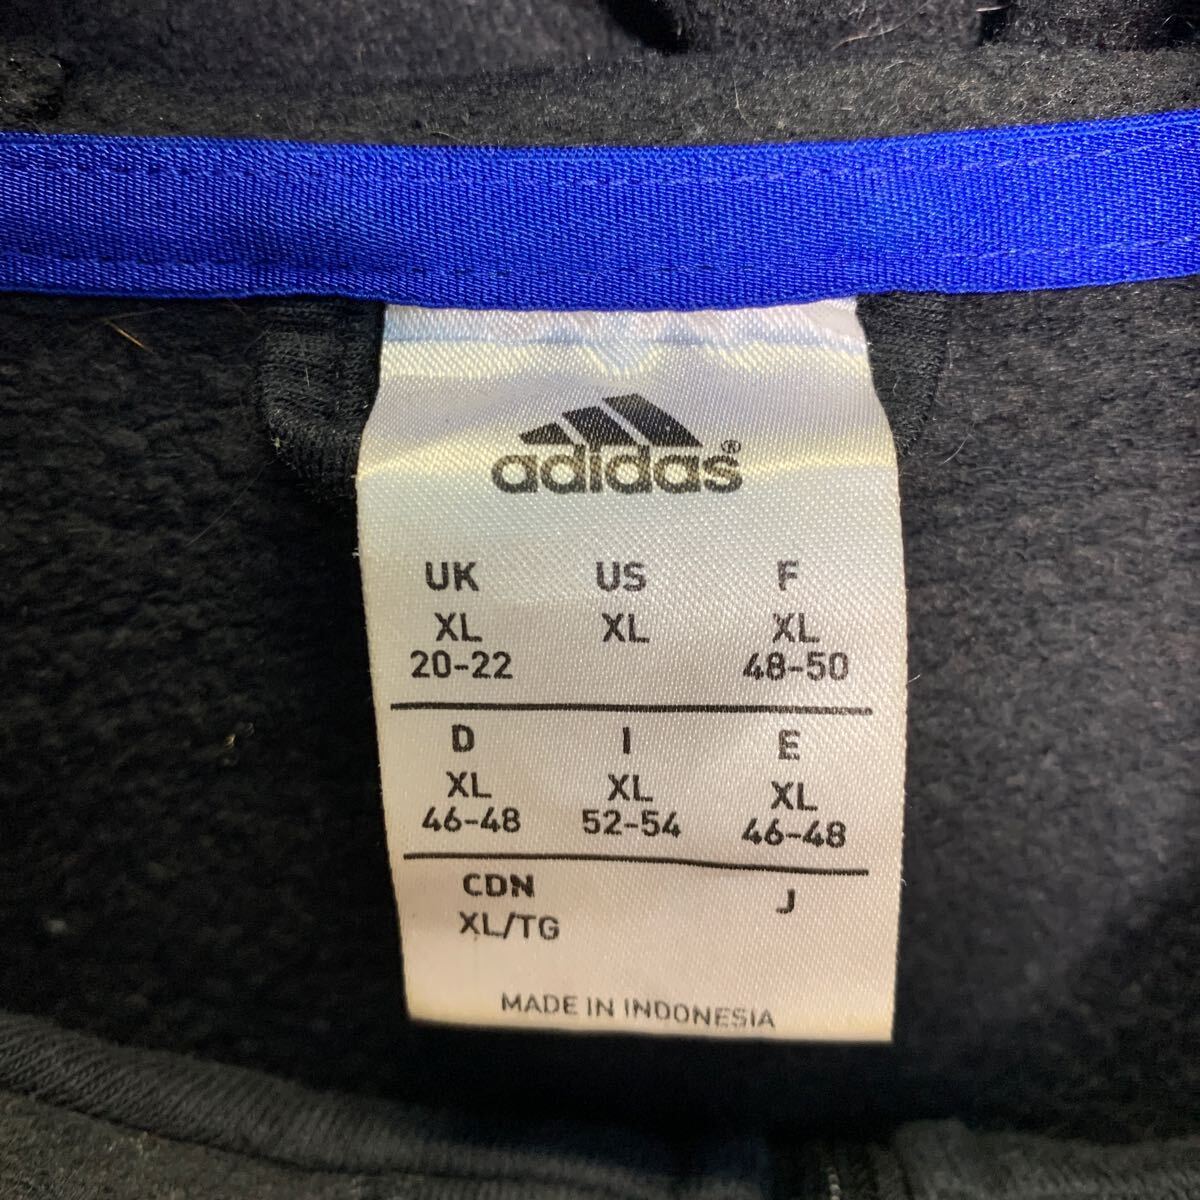 adidas®
UK US F
XL XL XL
20-22 48-50
D I E
XL XL XL
46-48 52-54 46-48
CDN J
XL/TG
MADE IN INDONESIA